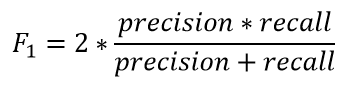 F₁ = 2 * precision * recall / precision + recall